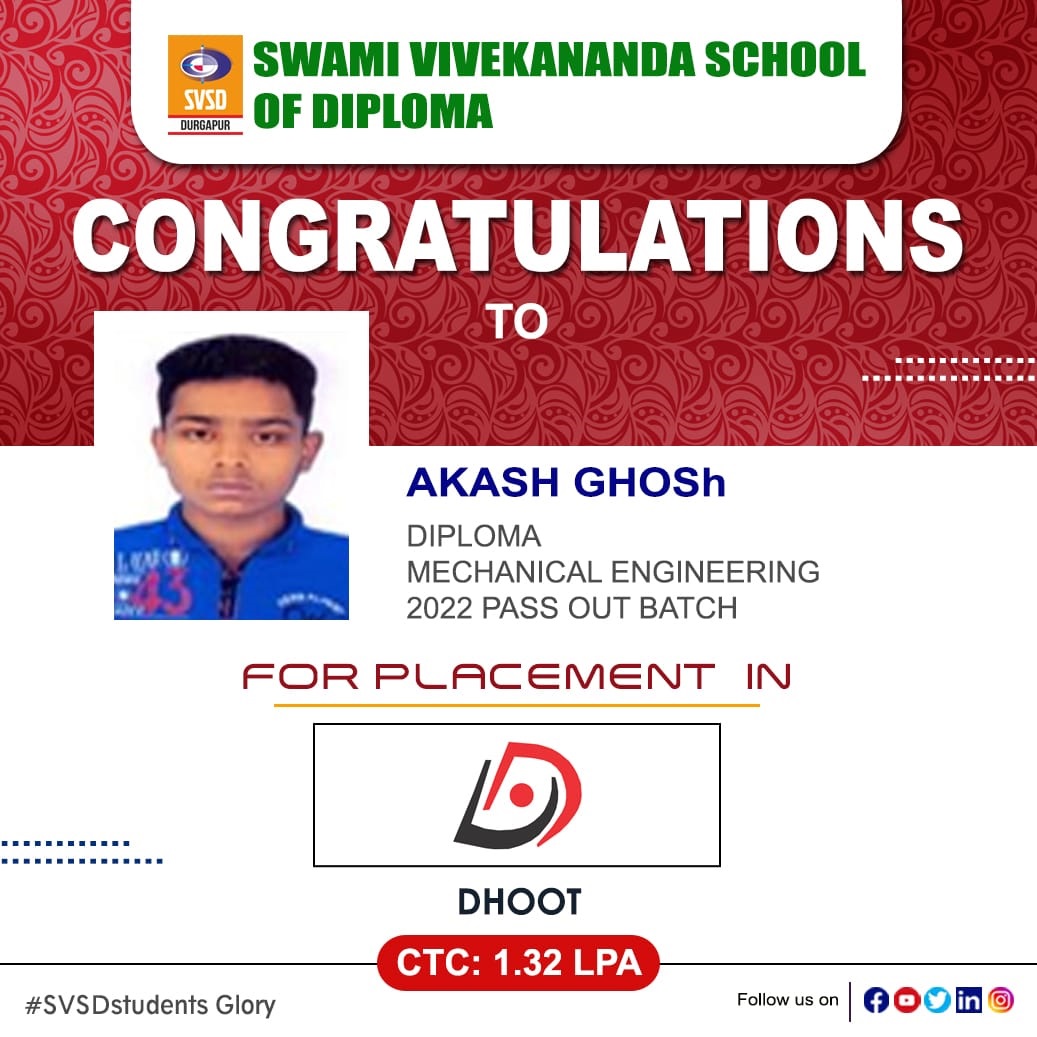 SVSD
DURGAPUR
SWAMI VIVEKANANDA SCHOOL
OF DIPLOMA
CONGRATULATIONS
TO
43
AKASH GHOSh
DIPLOMA
MECHANICAL ENGINEERING
2022 PASS OUT BATCH
FOR PLACEMENT IN
DHOOT
CTC: 1.32 LPA
#SVSDstudents Glory
Follow us on